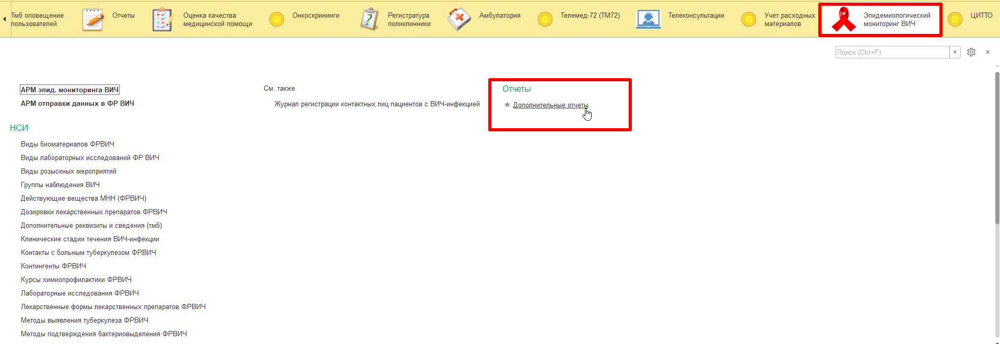 Тмб оповещение
пользователей
Отчеты
Оценка качества
медицинской помощи
Онкоскрининги
Регистратура
поликлиники
Амбулатория
Телемед-72 (ТМ72)
Телеконсультации
Учет расходных
материалов
Эпидемиологический
мониторинг ВИЧ
ЦИТТО
Поиск (Ctrl+F)
АРМ эпид. мониторинга ВИЧ
АРМ отправки данных в ФР ВИЧ
См. также
Журнал регистрации контактных лиц пациентов с ВИЧ-инфекцией
Отчеты
Дополнительные отчеты
НСИ
Виды биоматериалов ФРВИЧ
Виды лабораторных исследований ФР ВИЧ
Виды розыскных мероприятий
Группы наблюдения ВИЧ
Действующие вещества МНН (ФРВИЧ)
Дозировки лекарственных препаратов ФРВИЧ
Дополнительные реквизиты и сведения (тмб)
Клинические стадии течения ВИЧ-инфекции
Контакты с больным туберкулезом ФРВИЧ
Контингенты ФРВИЧ
Курсы химиопрофилактики ФРВИЧ
Лабораторные исследования ФРВИЧ
Лекарственные формы лекарственных препаратов ФРВИЧ
Методы выявления туберкулеза ФРВИЧ
Методы подтверждения бактериовыделения ФРВИЧ